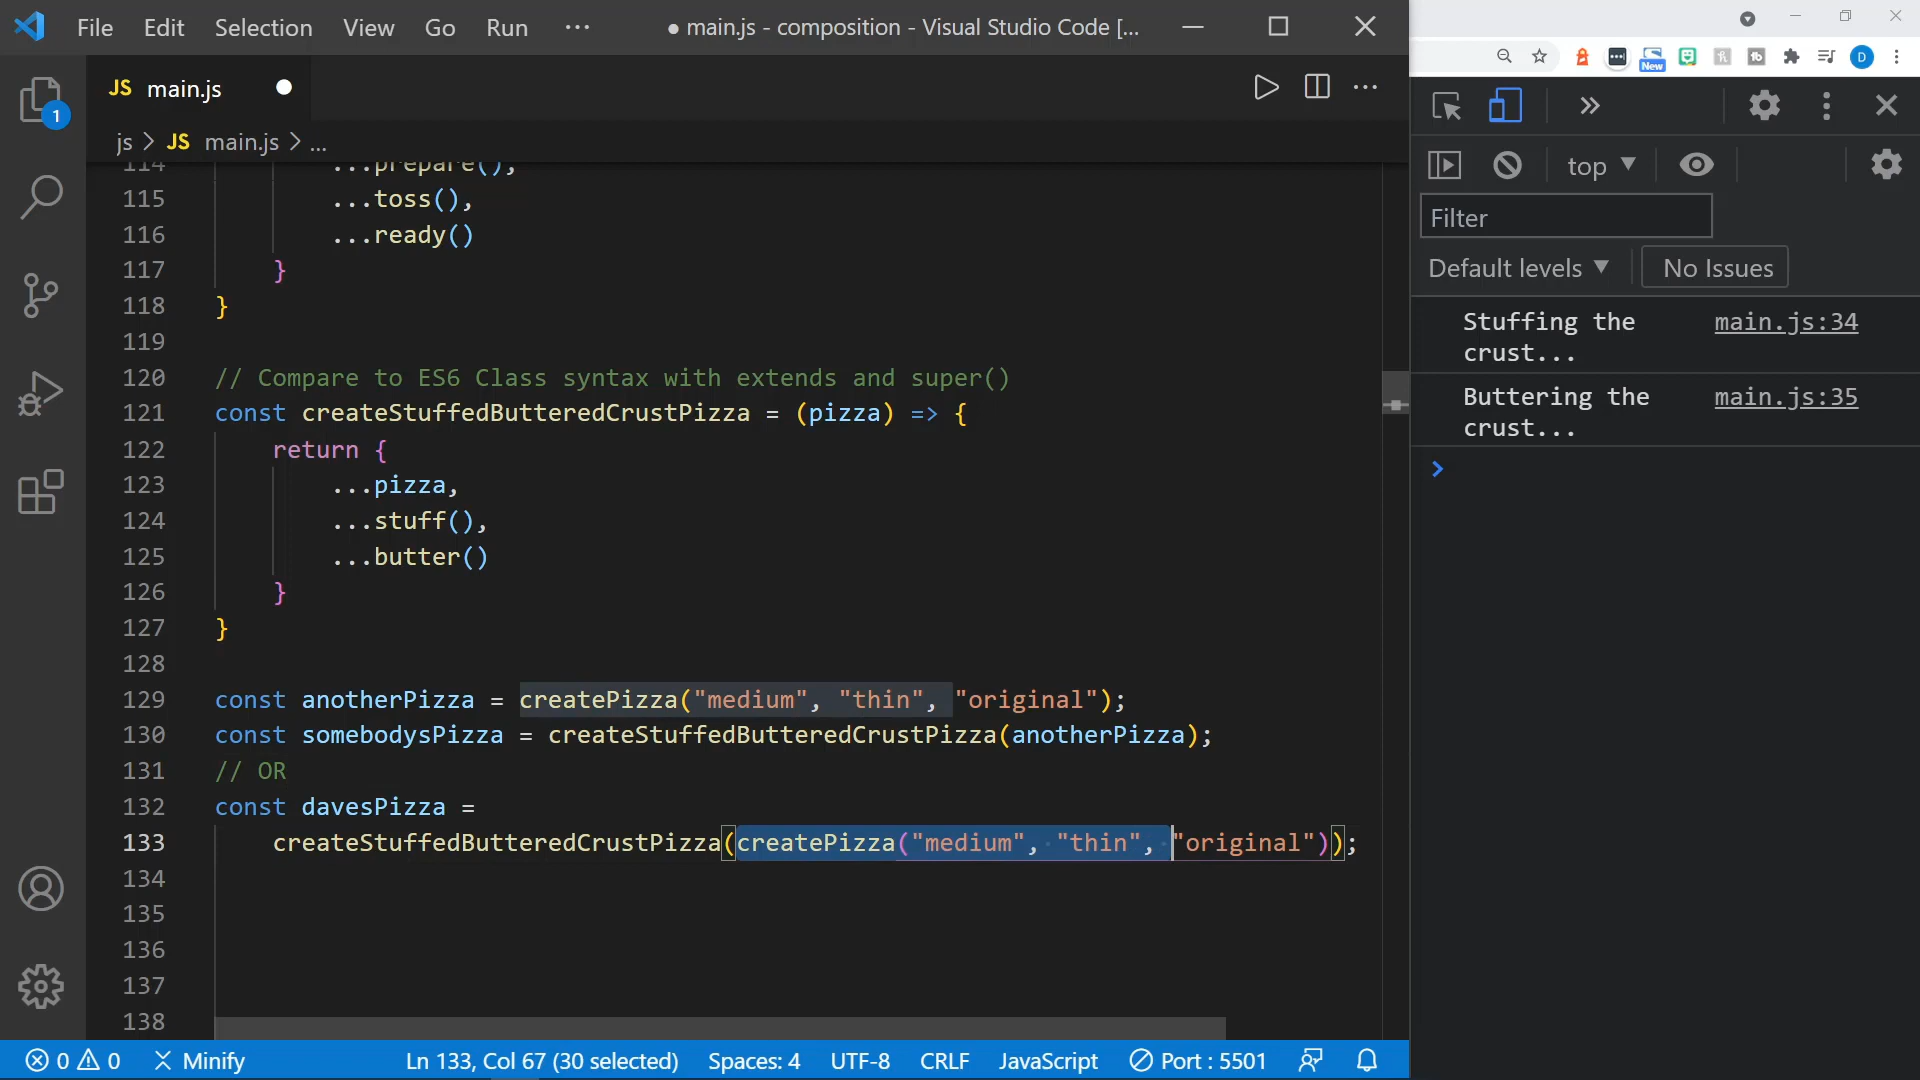 File Edit Selection View Go Run ··· ● main.js - composition - Visual Studio Code [...
JS main.js
js > JS main.js > ...
1
114 ...prepare(),
115 ...toss(),
116 ...ready()
117 }
118 }
119
120 // Compare to ES6 Class syntax with extends and super()
121 const createStuffedButteredCrustPizza = (pizza) => {
122 return {
123 ...pizza,
124 ...stuff(),
125 ...butter()
126 }
127 }
128
129 const anotherPizza = createPizza("medium", "thin", "original");
130 const somebodysPizza = createStuffedButteredCrustPizza(anotherPizza);
131 // OR
132 const davesPizza =
133 createStuffedButteredCrustPizza(createPizza("medium", "thin", "original"));
134
135
136
137
138
0 0 Minify Ln 133, Col 67 (30 selected) Spaces: 4 UTF-8 CRLF JavaScript Port : 5501
New
D
top
Filter
Default levels No Issues
Stuffing the main.js:34
crust...
Buttering the main.js:35
crust...